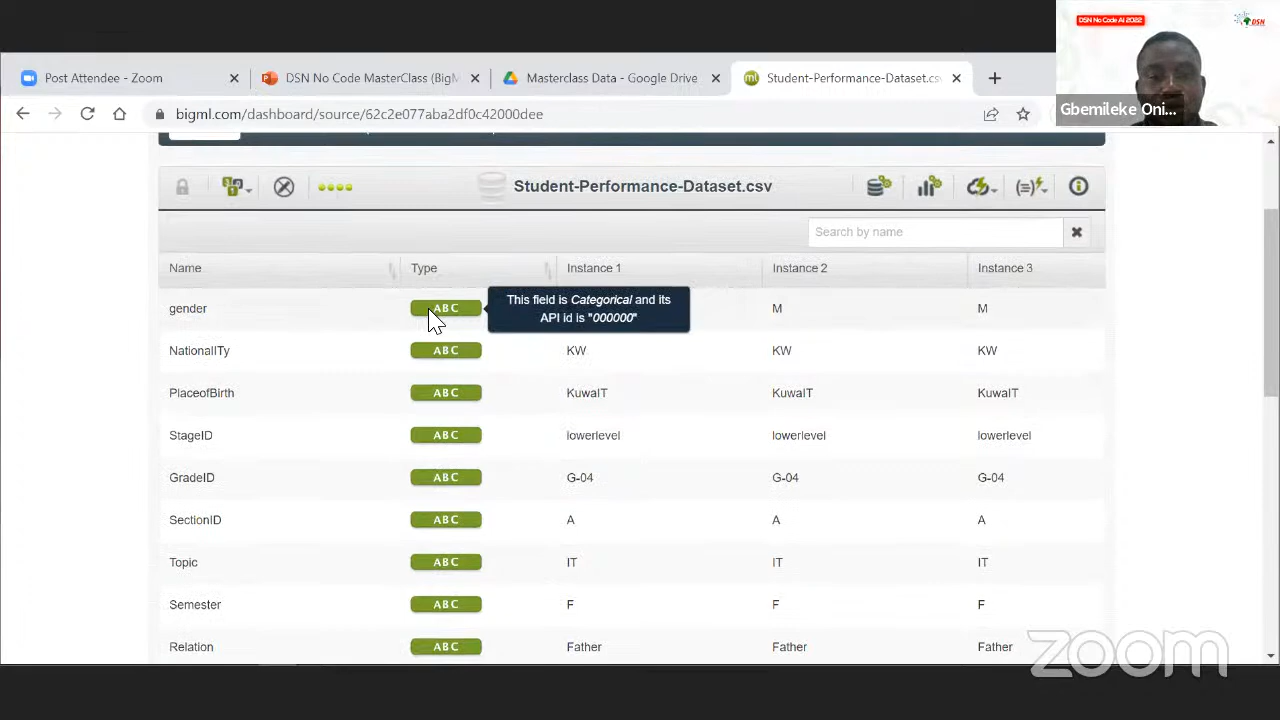 DSN No Code AI 2022
DSN
Post Attendee - Zoom
DSN No Code MasterClass (BigM
Masterclass Data - Google Drive
ml
Student-Performance-Dataset.csv
Gbemileke Oni...
bigml.com/dashboard/source/
Student-Performance-Dataset.csv
Search by name
Name Type Instance 1 Instance 2 Instance 3
gender ABC M M
This field is Categorical and its
API id is "000000"
NationalITy ABC KW KW KW
PlaceofBirth ABC KuwaIT KuwaIT KuwaIT
StageID ABC lowerlevel lowerlevel lowerlevel
GradeID ABC G-04 G-04 G-04
SectionID ABC A A A
Topic ABC IT IT IT
Semester ABC F F F
Relation ABC Father Father Father
zoom